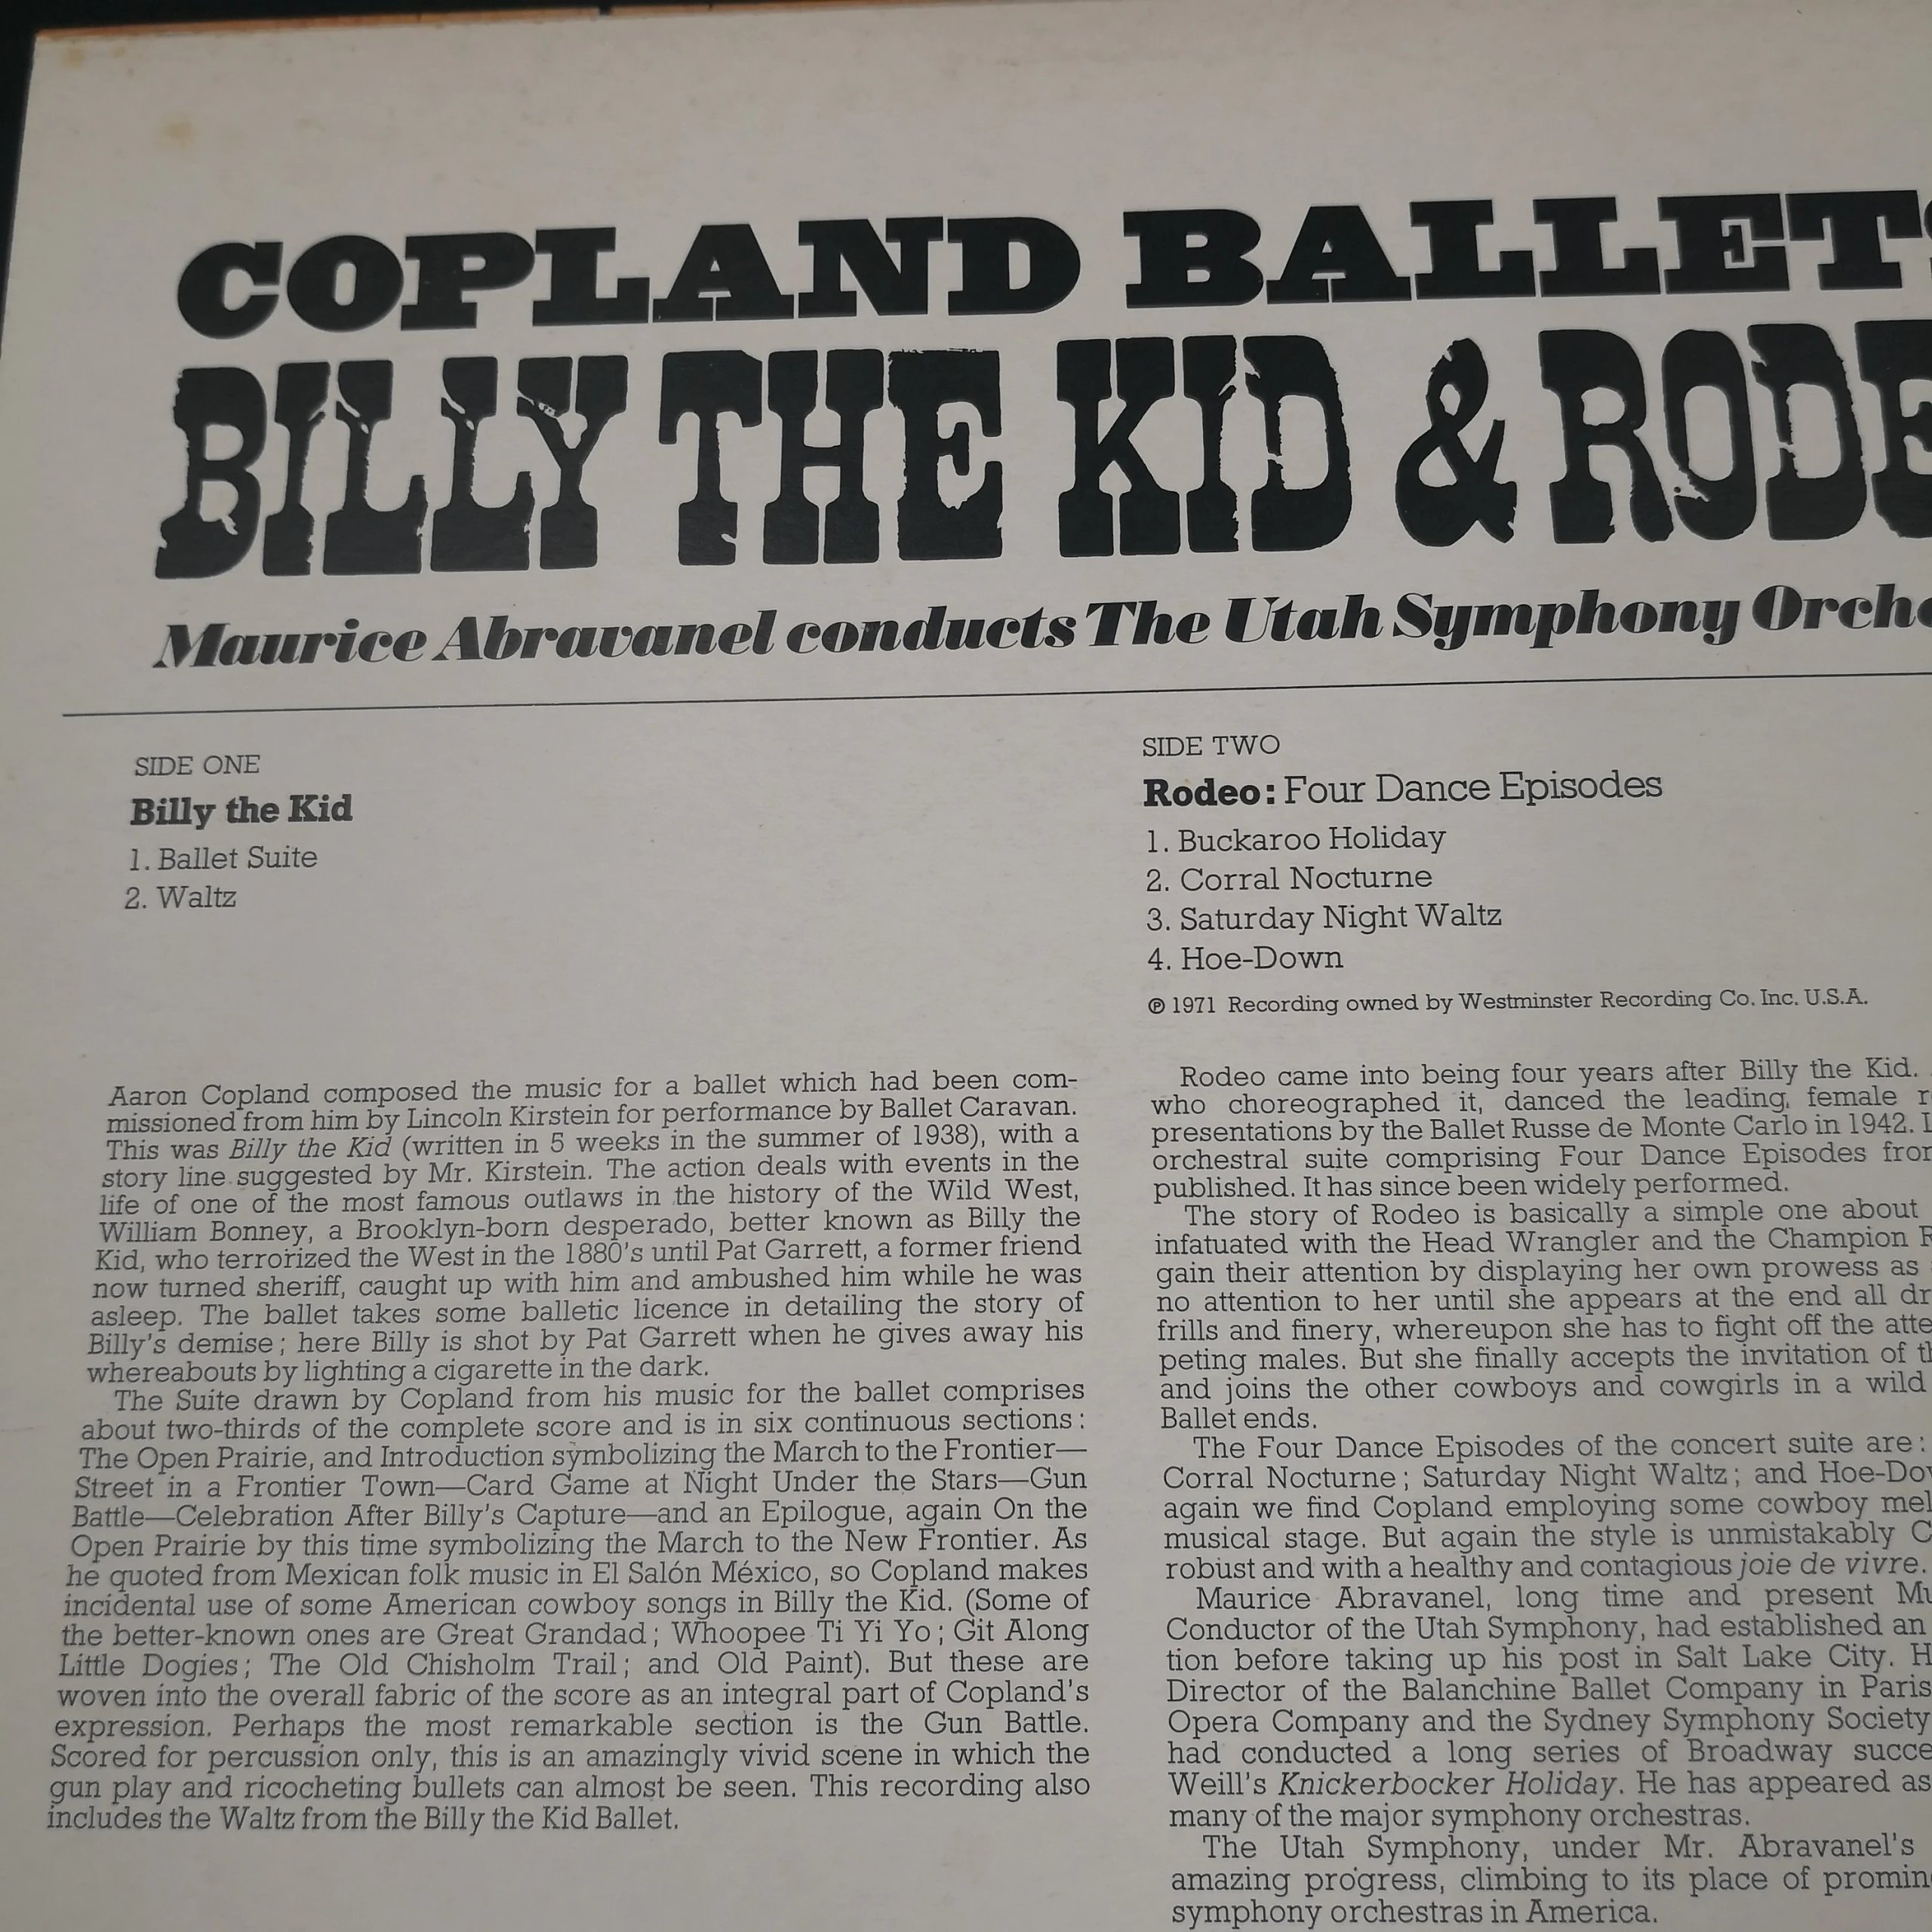 COPLAND BALLETS
BILLY THE KID & RODE
Maurice Abravanel conducts The Utah Symphony Orche
SIDE ONE
Billy the Kid
1. Ballet Suite
2. Waltz
SIDE TWO
Rodeo: Four Dance Episodes
1. Buckaroo Holiday
2. Corral Nocturne
3. Saturday Night Waltz
4. Hoe-Down
℗ 1971 Recording owned by Westminster Recording Co. Inc. U.S.A.
Aaron Copland composed the music for a ballet which had been com-
missioned from him by Lincoln Kirstein for performance by Ballet Caravan.
This was Billy the Kid (written in 5 weeks in the summer of 1938), with a
story line suggested by Mr. Kirstein. The action deals with events in the
life of one of the most famous outlaws in the history of the Wild West,
William Bonney, a Brooklyn-born desperado, better known as Billy the
Kid, who terrorized the West in the 1880's until Pat Garrett, a former friend
now turned sheriff, caught up with him and ambushed him while he was
asleep. The ballet takes some balletic licence in detailing the story of
Billy's demise; here Billy is shot by Pat Garrett when he gives away his
whereabouts by lighting a cigarette in the dark.
The Suite drawn by Copland from his music for the ballet comprises
about two-thirds of the complete score and is in six continuous sections:
The Open Prairie, and Introduction symbolizing the March to the Frontier—
Street in a Frontier Town—Card Game at Night Under the Stars—Gun
Battle—Celebration After Billy's Capture—and an Epilogue, again On the
Open Prairie by this time symbolizing the March to the New Frontier. As
he quoted from Mexican folk music in El Salón México, so Copland makes
incidental use of some American cowboy songs in Billy the Kid. (Some of
the better-known ones are Great Grandad; Whoopee Ti Yi Yo; Git Along
Little Dogies; The Old Chisholm Trail; and Old Paint). But these are
woven into the overall fabric of the score as an integral part of Copland's
expression. Perhaps the most remarkable section is the Gun Battle.
Scored for percussion only, this is an amazingly vivid scene in which the
gun play and ricocheting bullets can almost be seen. This recording also
includes the Waltz from the Billy the Kid Ballet.
Rodeo came into being four years after Billy the Kid.
who choreographed it, danced the leading female r
presentations by the Ballet Russe de Monte Carlo in 1942.
orchestral suite comprising Four Dance Episodes fro
published. It has since been widely performed.
The story of Rodeo is basically a simple one about
infatuated with the Head Wrangler and the Champion
gain their attention by displaying her own prowess as
no attention to her until she appears at the end all dr
frills and finery, whereupon she has to fight off the atte
peting males. But she finally accepts the invitation of th
and joins the other cowboys and cowgirls in a wild
Ballet ends.
The Four Dance Episodes of the concert suite are:
Corral Nocturne; Saturday Night Waltz; and Hoe-Do
again we find Copland employing some cowboy mel
musical stage. But again the style is unmistakably C
robust and with a healthy and contagious joie de vivre.
Maurice Abravanel, long time and present Mu
Conductor of the Utah Symphony, had established an
tion before taking up his post in Salt Lake City. H
Director of the Balanchine Ballet Company in Paris
Opera Company and the Sydney Symphony Society
had conducted a long series of Broadway succe
Weill's Knickerbocker Holiday. He has appeared as
many of the major symphony orchestras.
The Utah Symphony, under Mr. Abravanel's
amazing progress, climbing to its place of promin
symphony orchestras in America.